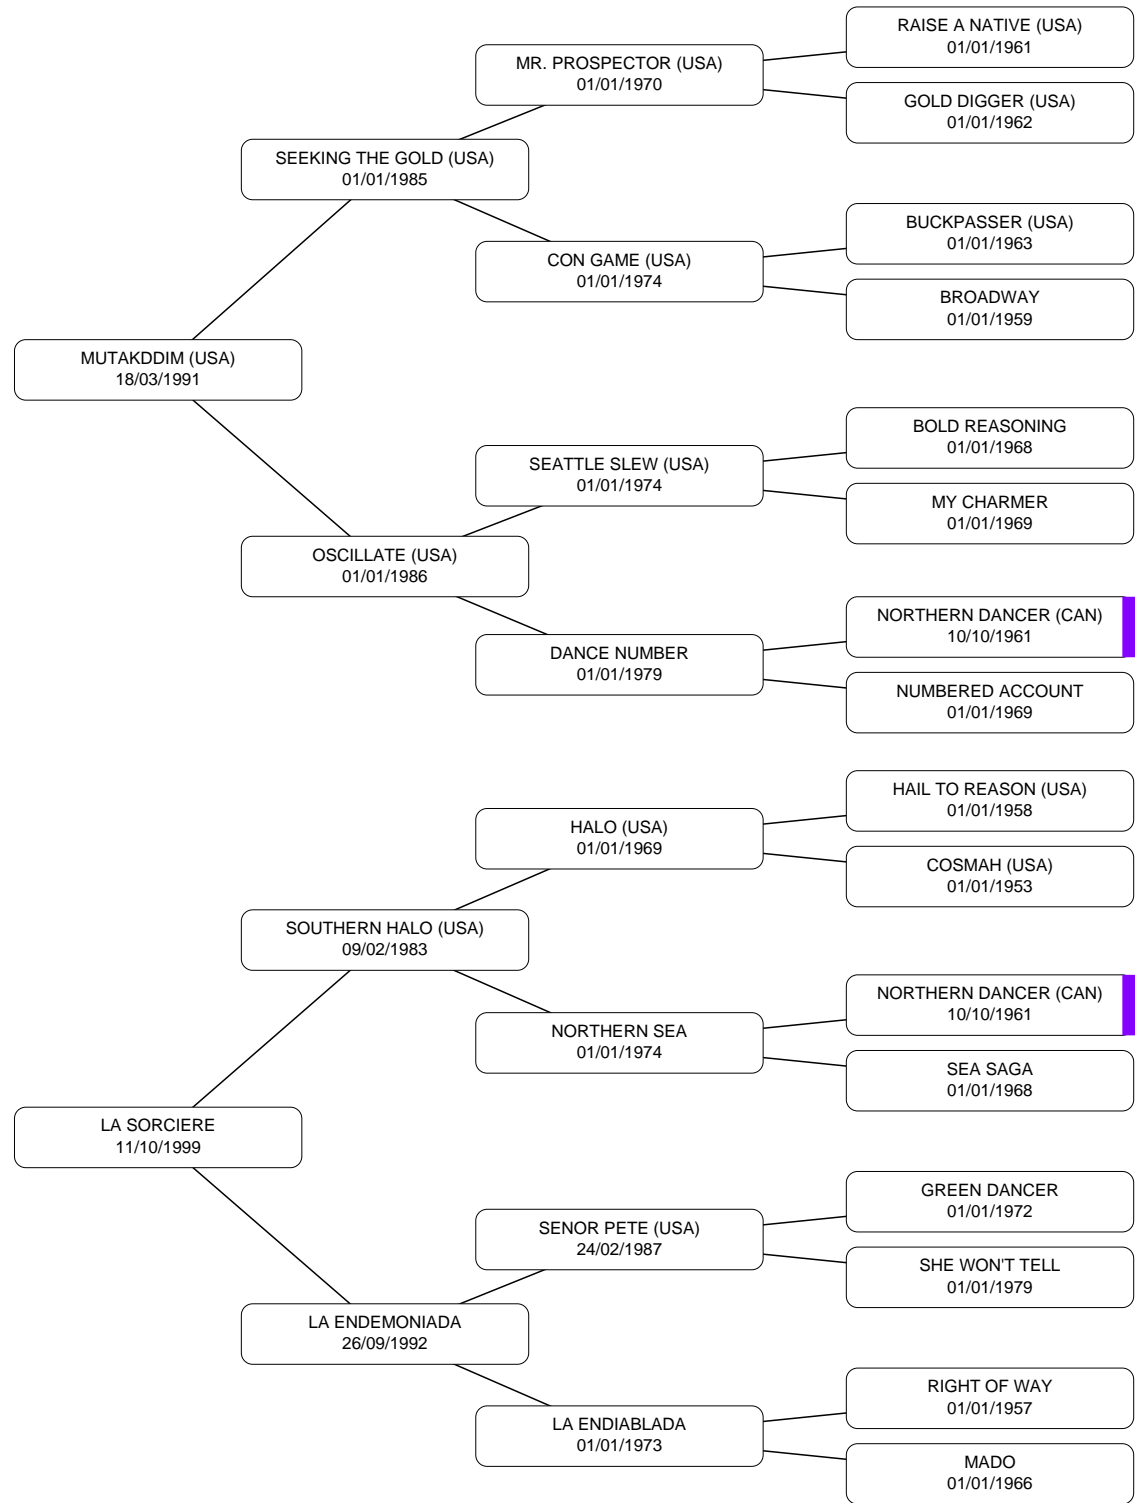 RAISE A NATIVE (USA)
01/01/1961
MR. PROSPECTOR (USA)
01/01/1970
GOLD DIGGER (USA)
01/01/1962
SEEKING THE GOLD (USA)
01/01/1985
BUCKPASSER (USA)
01/01/1963
CON GAME (USA)
01/01/1974
BROADWAY
01/01/1959
MUTAKDDIM (USA)
18/03/1991
BOLD REASONING
01/01/1968
SEATTLE SLEW (USA)
01/01/1974
MY CHARMER
01/01/1969
OSCILLATE (USA)
01/01/1986
NORTHERN DANCER (CAN)
10/10/1961
DANCE NUMBER
01/01/1979
NUMBERED ACCOUNT
01/01/1969
HAIL TO REASON (USA)
01/01/1958
HALO (USA)
01/01/1969
COSMAH (USA)
01/01/1953
SOUTHERN HALO (USA)
09/02/1983
NORTHERN DANCER (CAN)
10/10/1961
NORTHERN SEA
01/01/1974
SEA SAGA
01/01/1968
LA SORCIERE
11/10/1999
GREEN DANCER
01/01/1972
SENOR PETE (USA)
24/02/1987
SHE WON'T TELL
01/01/1979
LA ENDEMONIADA
26/09/1992
RIGHT OF WAY
01/01/1957
LA ENDIABLADA
01/01/1973
MADO
01/01/1966